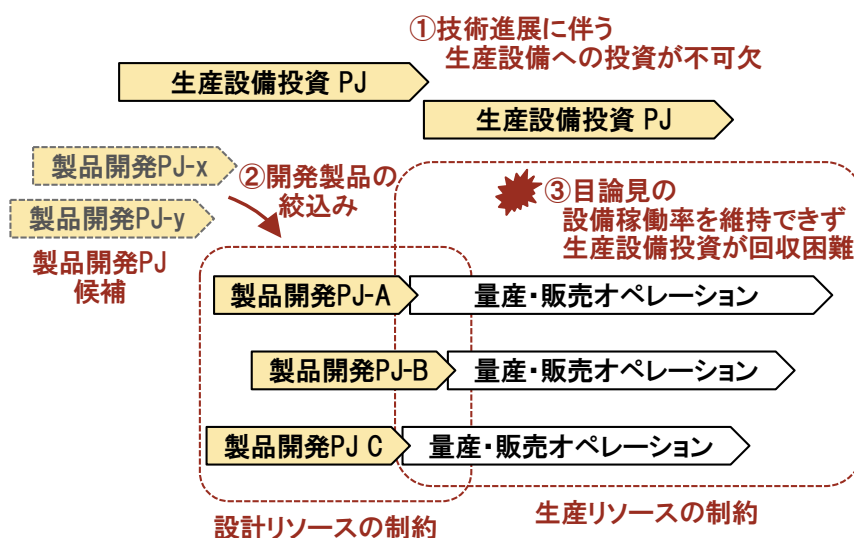 ①技術進展に伴う
生産設備への投資が不可欠
生産設備投資 PJ
生産設備投資 PJ
製品開発PJ-x
製品開発PJ-y
製品開発PJ
候補
②開発製品の
絞込み
③目論見の
設備稼働率を維持できず
生産設備投資が回収困難
製品開発PJ-A
量産・販売オペレーション
製品開発PJ-B
量産・販売オペレーション
製品開発PJ C
量産・販売オペレーション
設計リソースの制約
生産リソースの制約